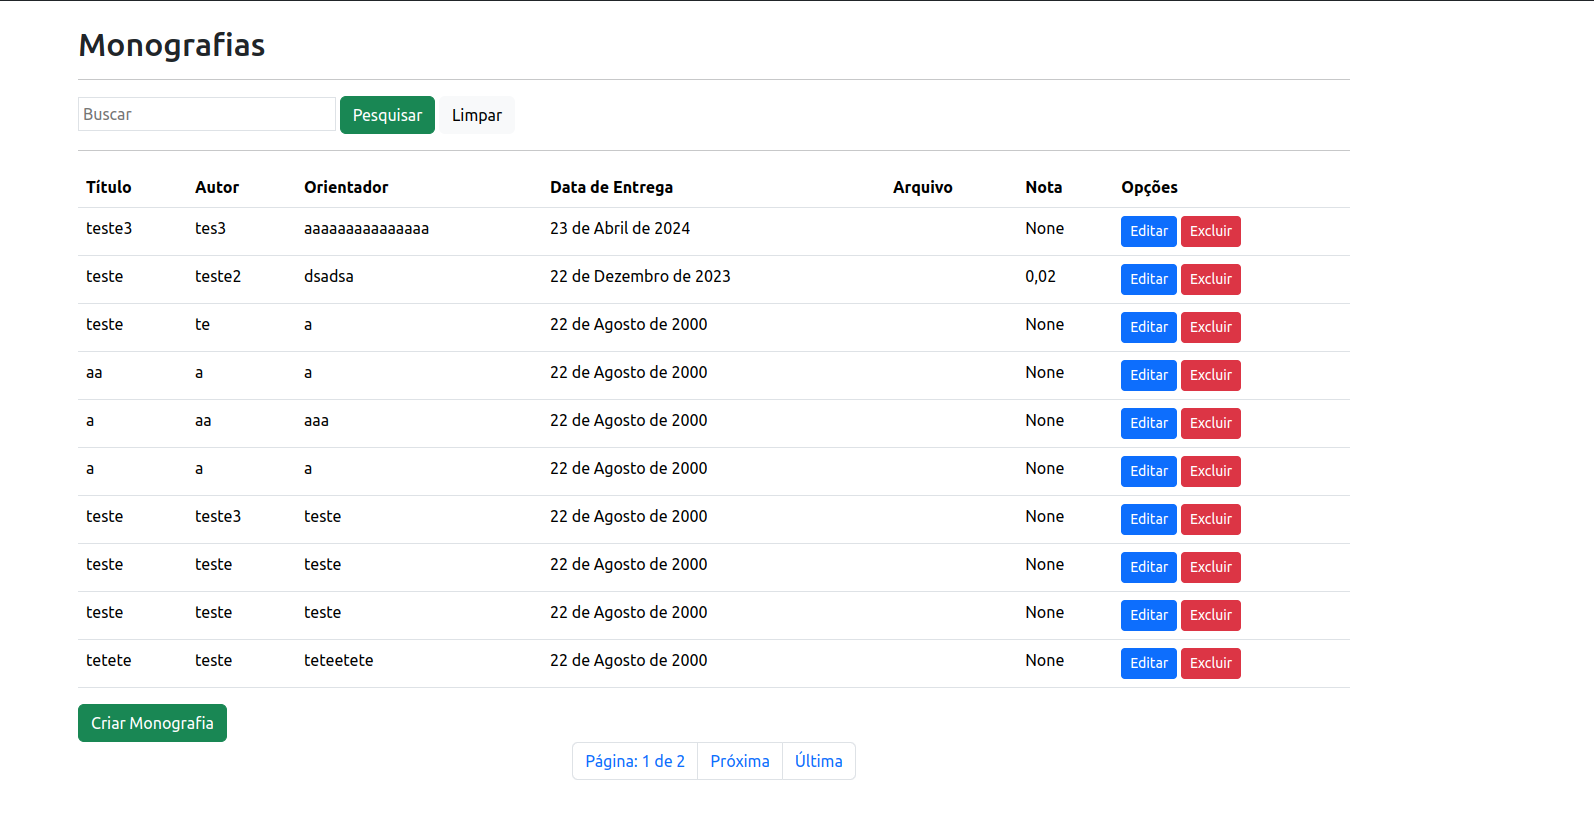 Monografias
Buscar Pesquisar Limpar
Título Autor Orientador Data de Entrega Arquivo Nota Opções
teste3 tes3 aaaaaaaaaaaaaaa 23 de Abril de 2024 None Editar Excluir
teste teste2 dsadsa 22 de Dezembro de 2023 0,02 Editar Excluir
teste te a 22 de Agosto de 2000 None Editar Excluir
aa a a 22 de Agosto de 2000 None Editar Excluir
a aa aaa 22 de Agosto de 2000 None Editar Excluir
a a a 22 de Agosto de 2000 None Editar Excluir
teste teste3 teste 22 de Agosto de 2000 None Editar Excluir
teste teste teste 22 de Agosto de 2000 None Editar Excluir
teste teste teste 22 de Agosto de 2000 None Editar Excluir
tetete teste teteetete 22 de Agosto de 2000 None Editar Excluir
Criar Monografia
Página: 1 de 2 Próxima Última